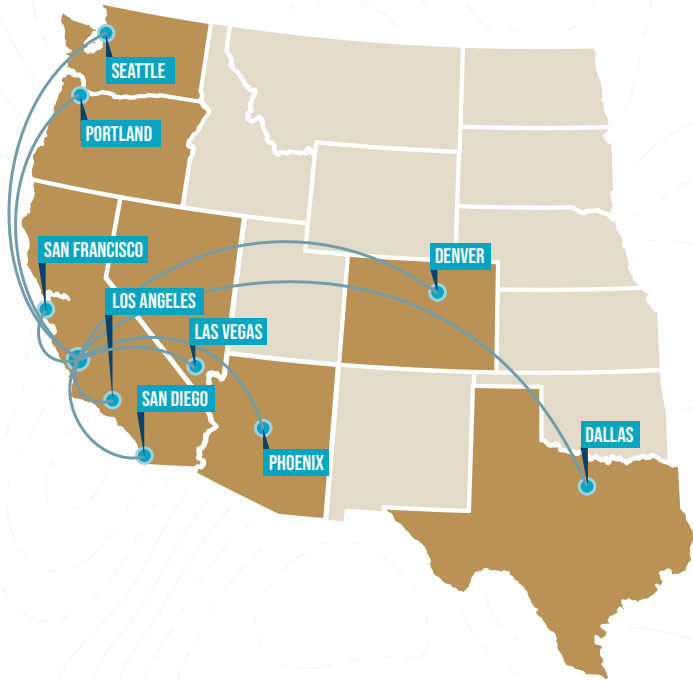 SEATTLE
PORTLAND
SAN FRANCISCO
DENVER
LOS ANGELES
LAS VEGAS
SAN DIEGO
DALLAS
PHOENIX